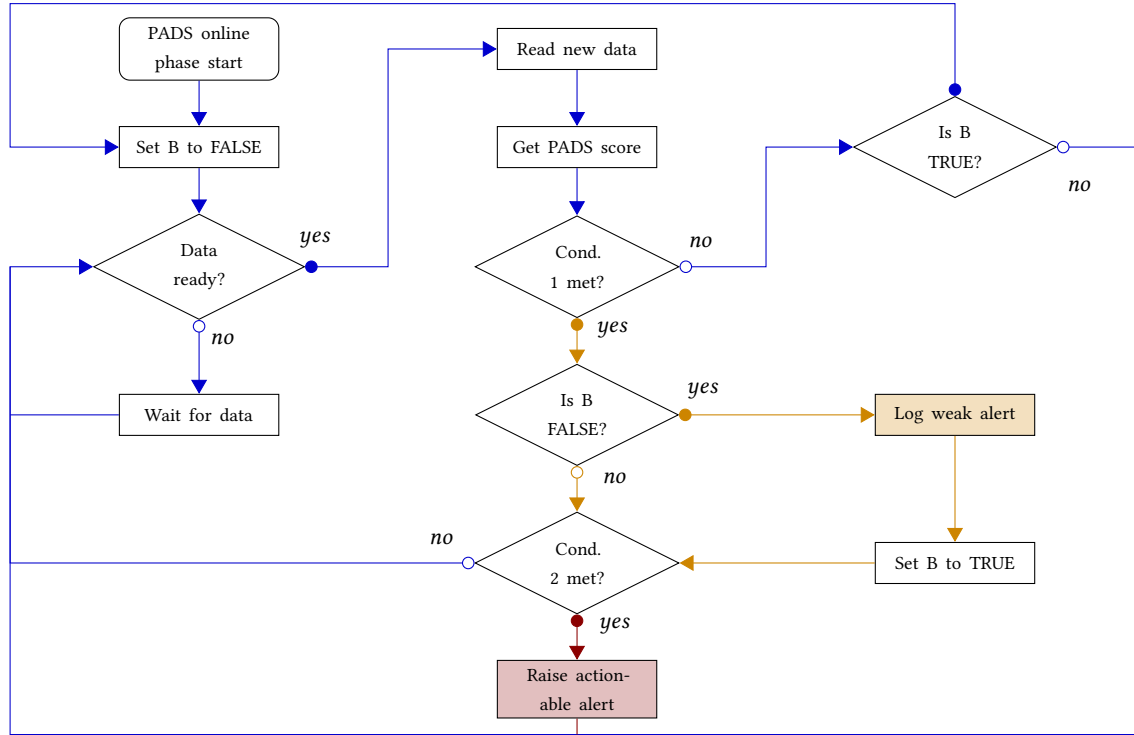 PADS online
phase start
Set B to FALSE
Data
ready?
yes
no
Wait for data
Read new data
Get PADS score
Cond.
1 met?
no
yes
Is B
TRUE?
no
Is B
FALSE?
yes
no
Log weak alert
Set B to TRUE
Cond.
2 met?
no
yes
Raise action-
able alert